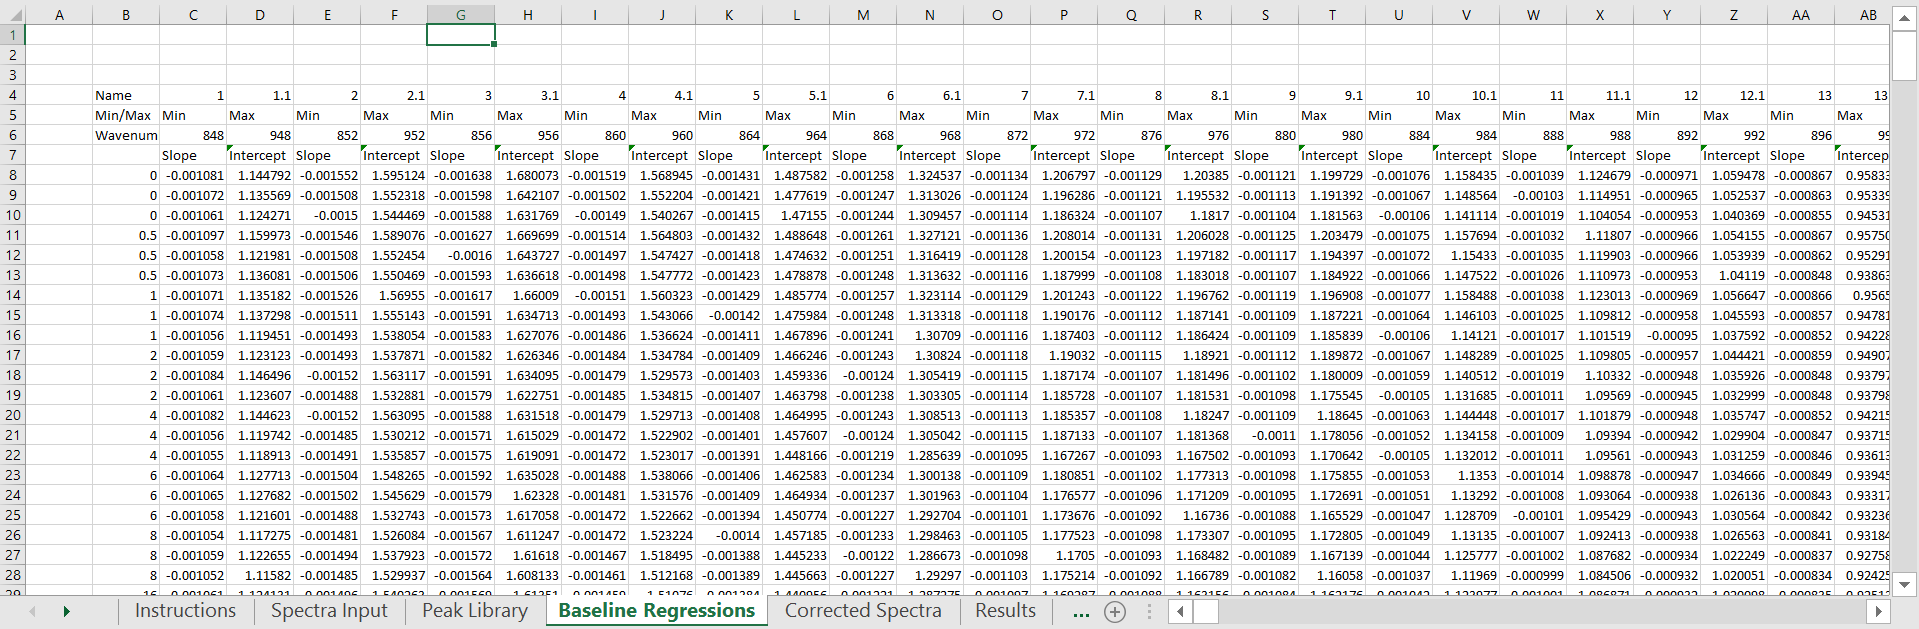 A B C D E F G H I J K L M N O P Q R S T U V W X Y Z AA AB
1
2
3
4 Name 1 1.1 2 2.1 3 3.1 4 4.1 5 5.1 6 6.1 7 7.1 8 8.1 9 9.1 10 10.1 11 11.1 12 12.1 13 13
5 Min/Max Min Max Min Max Min Max Min Max Min Max Min Max Min Max Min Max Min Max Min Max Min Max Min Max Min Max
6 Wavenum 848 948 852 952 856 956 860 960 864 964 868 968 872 972 876 976 880 980 884 984 888 988 892 992 896 99
7 Slope Intercept Slope Intercept Slope Intercept Slope Intercept Slope Intercept Slope Intercept Slope Intercept Slope Intercept Slope Intercept Slope Intercept Slope Intercept Slope Intercept Slope Intercep
8 0 -0.001081 1.144792 -0.001552 1.595124 -0.001638 1.680073 -0.001519 1.568945 -0.001431 1.487582 -0.001258 1.324537 -0.001134 1.206797 -0.001129 1.20385 -0.001121 1.199729 -0.001076 1.158435 -0.001039 1.124679 -0.000971 1.059478 -0.000867 0.95833
9 0 -0.001072 1.135569 -0.001508 1.552318 -0.001598 1.642107 -0.001502 1.552204 -0.001421 1.477619 -0.001247 1.313026 -0.001124 1.196286 -0.001121 1.195532 -0.001113 1.191392 -0.001067 1.148564 -0.00103 1.114951 -0.000965 1.052537 -0.000863 0.95339
10 0 -0.001061 1.124271 -0.0015 1.544469 -0.001588 1.631769 -0.00149 1.540267 -0.001415 1.47155 -0.001244 1.309457 -0.001114 1.186324 -0.001107 1.1817 -0.001104 1.181563 -0.00106 1.141114 -0.001019 1.104054 -0.000953 1.040369 -0.000855 0.94531
11 0.5 -0.001097 1.159973 -0.001546 1.589076 -0.001627 1.669699 -0.001514 1.564803 -0.001432 1.488648 -0.001261 1.327121 -0.001136 1.208014 -0.001131 1.206028 -0.001125 1.203479 -0.001075 1.157694 -0.001032 1.11807 -0.000966 1.054155 -0.000867 0.95750
12 0.5 -0.001058 1.121981 -0.001508 1.552454 -0.0016 1.643727 -0.001497 1.547427 -0.001418 1.474632 -0.001251 1.316419 -0.001128 1.200154 -0.001123 1.197182 -0.001117 1.194397 -0.001072 1.15433 -0.001035 1.119903 -0.000966 1.053939 -0.000862 0.95291
13 0.5 -0.001073 1.136081 -0.001506 1.550469 -0.001593 1.636618 -0.001498 1.547772 -0.001423 1.478878 -0.001248 1.313632 -0.001116 1.187999 -0.001108 1.183018 -0.001107 1.184922 -0.001066 1.147522 -0.001026 1.110973 -0.000953 1.04119 -0.000848 0.93863
14 1 -0.001071 1.135182 -0.001526 1.56955 -0.001617 1.66009 -0.00151 1.560323 -0.001429 1.485774 -0.001257 1.323114 -0.001129 1.201243 -0.001122 1.196762 -0.001119 1.196908 -0.001077 1.158488 -0.001038 1.123013 -0.000969 1.056647 -0.000866 0.9565
15 1 -0.001074 1.137298 -0.001511 1.555143 -0.001591 1.634713 -0.001493 1.543066 -0.00142 1.475984 -0.001248 1.313318 -0.001118 1.190176 -0.001112 1.187141 -0.001109 1.187221 -0.001064 1.146103 -0.001025 1.109812 -0.000958 1.045593 -0.000857 0.94781
16 1 -0.001056 1.119451 -0.001493 1.538054 -0.001583 1.627076 -0.001486 1.536624 -0.001411 1.467896 -0.001241 1.30709 -0.001116 1.187403 -0.001112 1.186424 -0.001109 1.185839 -0.00106 1.14121 -0.001017 1.101519 -0.00095 1.037592 -0.000852 0.94228
17 2 -0.001059 1.123123 -0.001493 1.537871 -0.001582 1.626346 -0.001484 1.534784 -0.001409 1.466246 -0.001243 1.30824 -0.001118 1.19032 -0.001115 1.18921 -0.001112 1.189872 -0.001067 1.148289 -0.001025 1.109805 -0.000957 1.044421 -0.000859 0.94907
18 2 -0.001084 1.146496 -0.00152 1.563117 -0.001591 1.634095 -0.001479 1.529573 -0.001403 1.459336 -0.00124 1.305419 -0.001115 1.187174 -0.001107 1.181496 -0.001102 1.180009 -0.001059 1.140512 -0.001019 1.10332 -0.000948 1.035926 -0.000848 0.93797
19 2 -0.001061 1.123607 -0.001488 1.532881 -0.001579 1.622751 -0.001485 1.534815 -0.001407 1.463798 -0.001238 1.303305 -0.001114 1.185728 -0.001107 1.181531 -0.001098 1.175545 -0.00105 1.131685 -0.001011 1.09569 -0.000945 1.032999 -0.000848 0.93798
20 4 -0.001082 1.144623 -0.00152 1.563095 -0.001588 1.631518 -0.001479 1.529713 -0.001408 1.464995 -0.001243 1.308513 -0.001113 1.185357 -0.001108 1.18247 -0.001109 1.18645 -0.001063 1.144448 -0.001017 1.101879 -0.000948 1.035747 -0.000852 0.94215
21 4 -0.001056 1.119742 -0.001485 1.530212 -0.001571 1.615029 -0.001472 1.522902 -0.001401 1.457607 -0.00124 1.305042 -0.001115 1.187133 -0.001107 1.181368 -0.0011 1.178056 -0.001052 1.134158 -0.001009 1.09394 -0.000942 1.029904 -0.000847 0.93715
22 4 -0.001055 1.118913 -0.001491 1.535857 -0.001575 1.619091 -0.001472 1.523017 -0.001391 1.448166 -0.001219 1.285639 -0.001095 1.167267 -0.001093 1.167502 -0.001093 1.170642 -0.00105 1.132012 -0.001011 1.09561 -0.000943 1.031259 -0.000846 0.93613
23 6 -0.001064 1.127713 -0.001504 1.548265 -0.001592 1.635028 -0.001488 1.538066 -0.001406 1.462583 -0.001234 1.300138 -0.001109 1.180851 -0.001102 1.177313 -0.001098 1.175855 -0.001053 1.1353 -0.001014 1.098878 -0.000947 1.034666 -0.000849 0.93945
24 6 -0.001065 1.127682 -0.001502 1.545629 -0.001579 1.62328 -0.001481 1.531576 -0.001409 1.464934 -0.001237 1.301963 -0.001104 1.176577 -0.001096 1.171209 -0.001095 1.172691 -0.001051 1.13292 -0.001008 1.093064 -0.000938 1.026136 -0.000843 0.93317
25 6 -0.001058 1.121601 -0.001488 1.532743 -0.001573 1.617058 -0.001472 1.522662 -0.001394 1.450774 -0.001227 1.292704 -0.001101 1.173676 -0.001092 1.16736 -0.001088 1.165529 -0.001047 1.128709 -0.00101 1.095429 -0.000943 1.030564 -0.000842 0.93236
26 8 -0.001054 1.117275 -0.001481 1.526084 -0.001567 1.611247 -0.001472 1.523224 -0.0014 1.457185 -0.001233 1.298463 -0.001105 1.177523 -0.001098 1.173307 -0.001095 1.172805 -0.001049 1.13135 -0.001007 1.092413 -0.000938 1.026563 -0.000841 0.93184
27 8 -0.001059 1.122655 -0.001494 1.537923 -0.001572 1.61618 -0.001467 1.518495 -0.001388 1.445233 -0.00122 1.286673 -0.001098 1.1705 -0.001093 1.168482 -0.001089 1.167139 -0.001044 1.125777 -0.001002 1.087682 -0.000934 1.022249 -0.000837 0.92758
28 8 -0.001052 1.11582 -0.001485 1.529937 -0.001564 1.608133 -0.001461 1.512168 -0.001389 1.445663 -0.001227 1.29297 -0.001103 1.175214 -0.001092 1.166789 -0.001082 1.16058 -0.001037 1.11969 -0.000999 1.084506 -0.000932 1.020051 -0.000834 0.92425
Instructions Spectra Input Peak Library Baseline Regressions Corrected Spectra Results ...